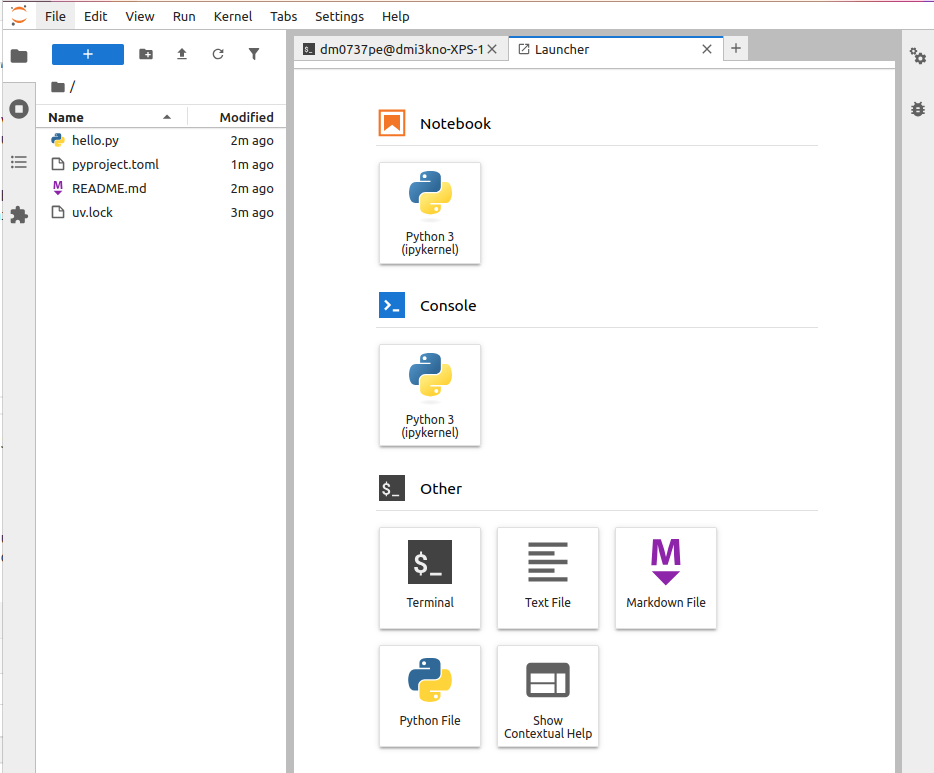 File Edit View Run Kernel Tabs Settings Help
dm0737pe@dmi3kno-XPS-1
Launcher
/
Name Modified
hello.py 2m ago
pyproject.toml 1m ago
README.md 2m ago
uv.lock 3m ago
Notebook
Python 3
(ipykernel)
Console
Python 3
(ipykernel)
$_ Other
$_
Terminal
Text File
M
Markdown File
Python File
Show
Contextual Help